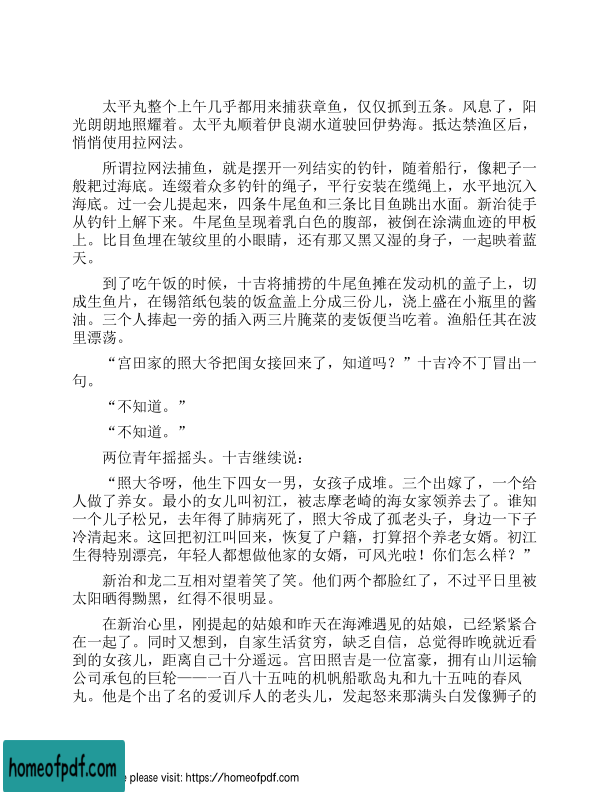 太平丸整个上午几乎都用来捕获章鱼，仅仅抓到五条。风息了，阳
光朗朗地照耀着。太平丸顺着伊良湖水道驶回伊势海。抵达禁渔区后，
悄悄使用拉网法。
所谓拉网法捕鱼，就是摆开一列结实的钓针，随着船行，像耙子一
般耙过海底。连缀着众多钓针的绳子，平行安装在缆绳上，水平地沉入
海底。过一会儿提起来，四条牛尾鱼和三条比目鱼跳出水面。新治徒手
从钓针上解下来。牛尾鱼呈现着乳白色的腹部，被倒在涂满血迹的甲板
上。比目鱼埋在皱纹里的小眼睛，还有那又黑又湿的身子，一起映着蓝
天。
到了吃午饭的时候，十吉将捕捞的牛尾鱼摊在发动机的盖子上，切
成生鱼片，在锡箔纸包装的饭盒盖上分成三份儿，浇上盛在小瓶里的酱
油。三个人捧起一旁的插入两三片腌菜的麦饭便当吃着。渔船任其在波
里漂荡。
“宫田家的照大爷把闺女接回来了，知道吗？”十吉冷不丁冒出一
句。
“不知道。”
“不知道。”
两位青年摇摇头。十吉继续说：
“照大爷呀，他生下四女一男，女孩子成堆。三个出嫁了，一个给
人做了养女。最小的女儿叫初江，被志摩老崎的海女家领养去了。谁知
一个儿子松兄，去年得了肺病死了，照大爷成了孤老头子，身边一下子
冷清起来。这回把初江叫回来，恢复了户籍，打算招个养老女婿。初江
生得特别漂亮，年轻人都想做他家的女婿，可风光啦！你们怎么样？”
新治和龙二互相对望着笑了笑。他们两个都脸红了，不过平日里被
太阳晒得黝黑，红得不很明显。
在新治心里，刚提起的姑娘和昨天在海滩遇见的姑娘，已经紧紧合
在一起了。同时又想到，自家生活贫穷，缺乏自信，总觉得昨晚就近看
到的女孩儿，距离自己十分遥远。宫田照吉是一位富豪，拥有山川运输
公司承包的巨轮——一百八十五吨的机帆船歌岛丸和九十五吨的春风
丸。他是个出了名的爱训斥人的老头儿，发起怒来那满头白发像狮子的
homeofpdf.com
e please visit: https://homeofpdf.com